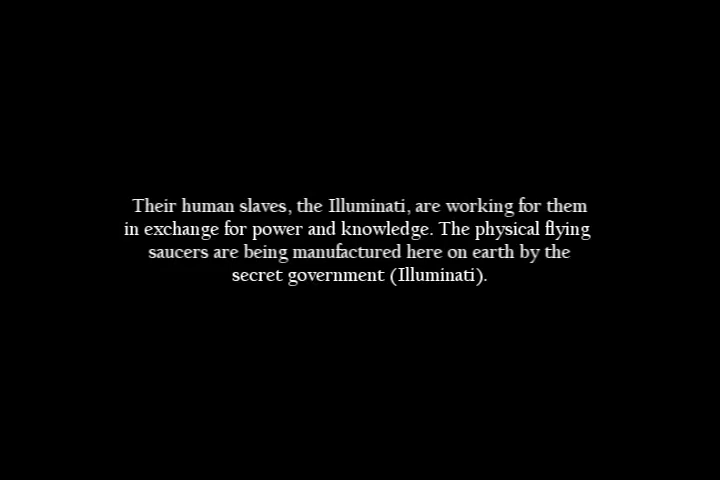 Their human slaves, the Illuminati, are working for them
in exchange for power and knowledge. The physical flying
saucers are being manufactured here on earth by the
secret government (Illuminati).